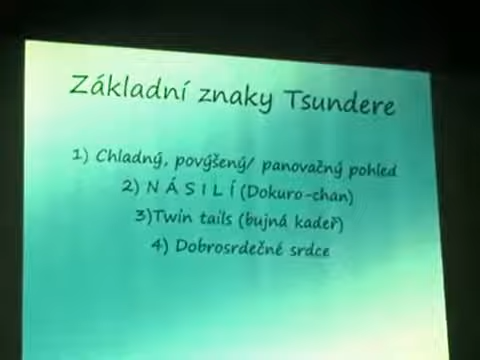 Základní znaky Tsundere
1) Chladný, povýšený/ panovačný pohled
2) N Á S I L Í (Dokuro-chan)
3)Twin tails (bujná kadeř)
4) Dobrosrdečné srdce